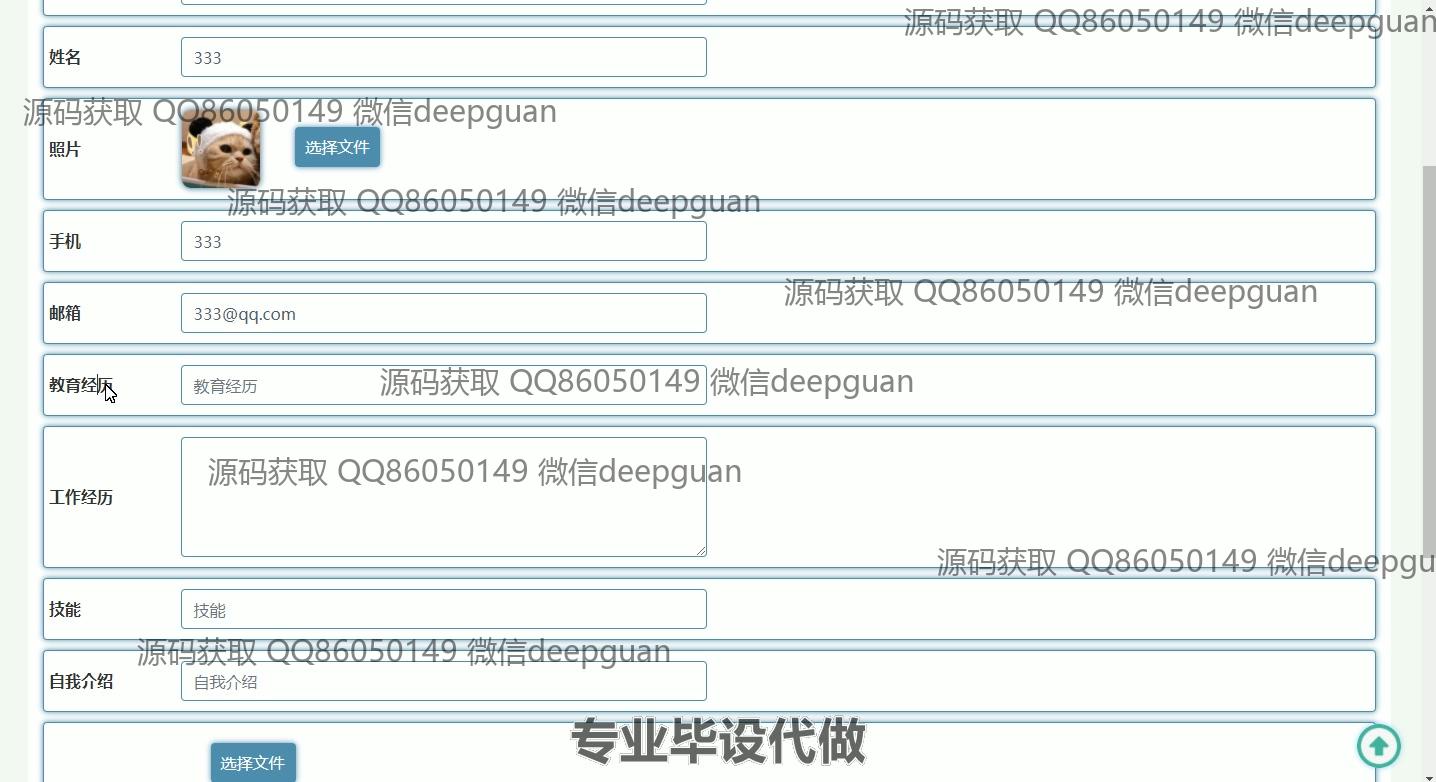 源码获取 QQ86050149 微信deepguan
姓名
333
源码获取 QQ86050149 微信deepguan
照片
选择文件
源码获取 QQ86050149 微信deepguan
手机
333
源码获取 QQ86050149 微信deepguan
邮箱
333@qq.com
教育经历
教育经历
源码获取 QQ86050149 微信deepguan
源码获取 QQ86050149 微信deepguan
工作经历
源码获取 QQ86050149 微信deepgu
技能
技能
源码获取 QQ86050149 微信deepguan
自我介绍
自我介绍
专业毕设代做
选择文件